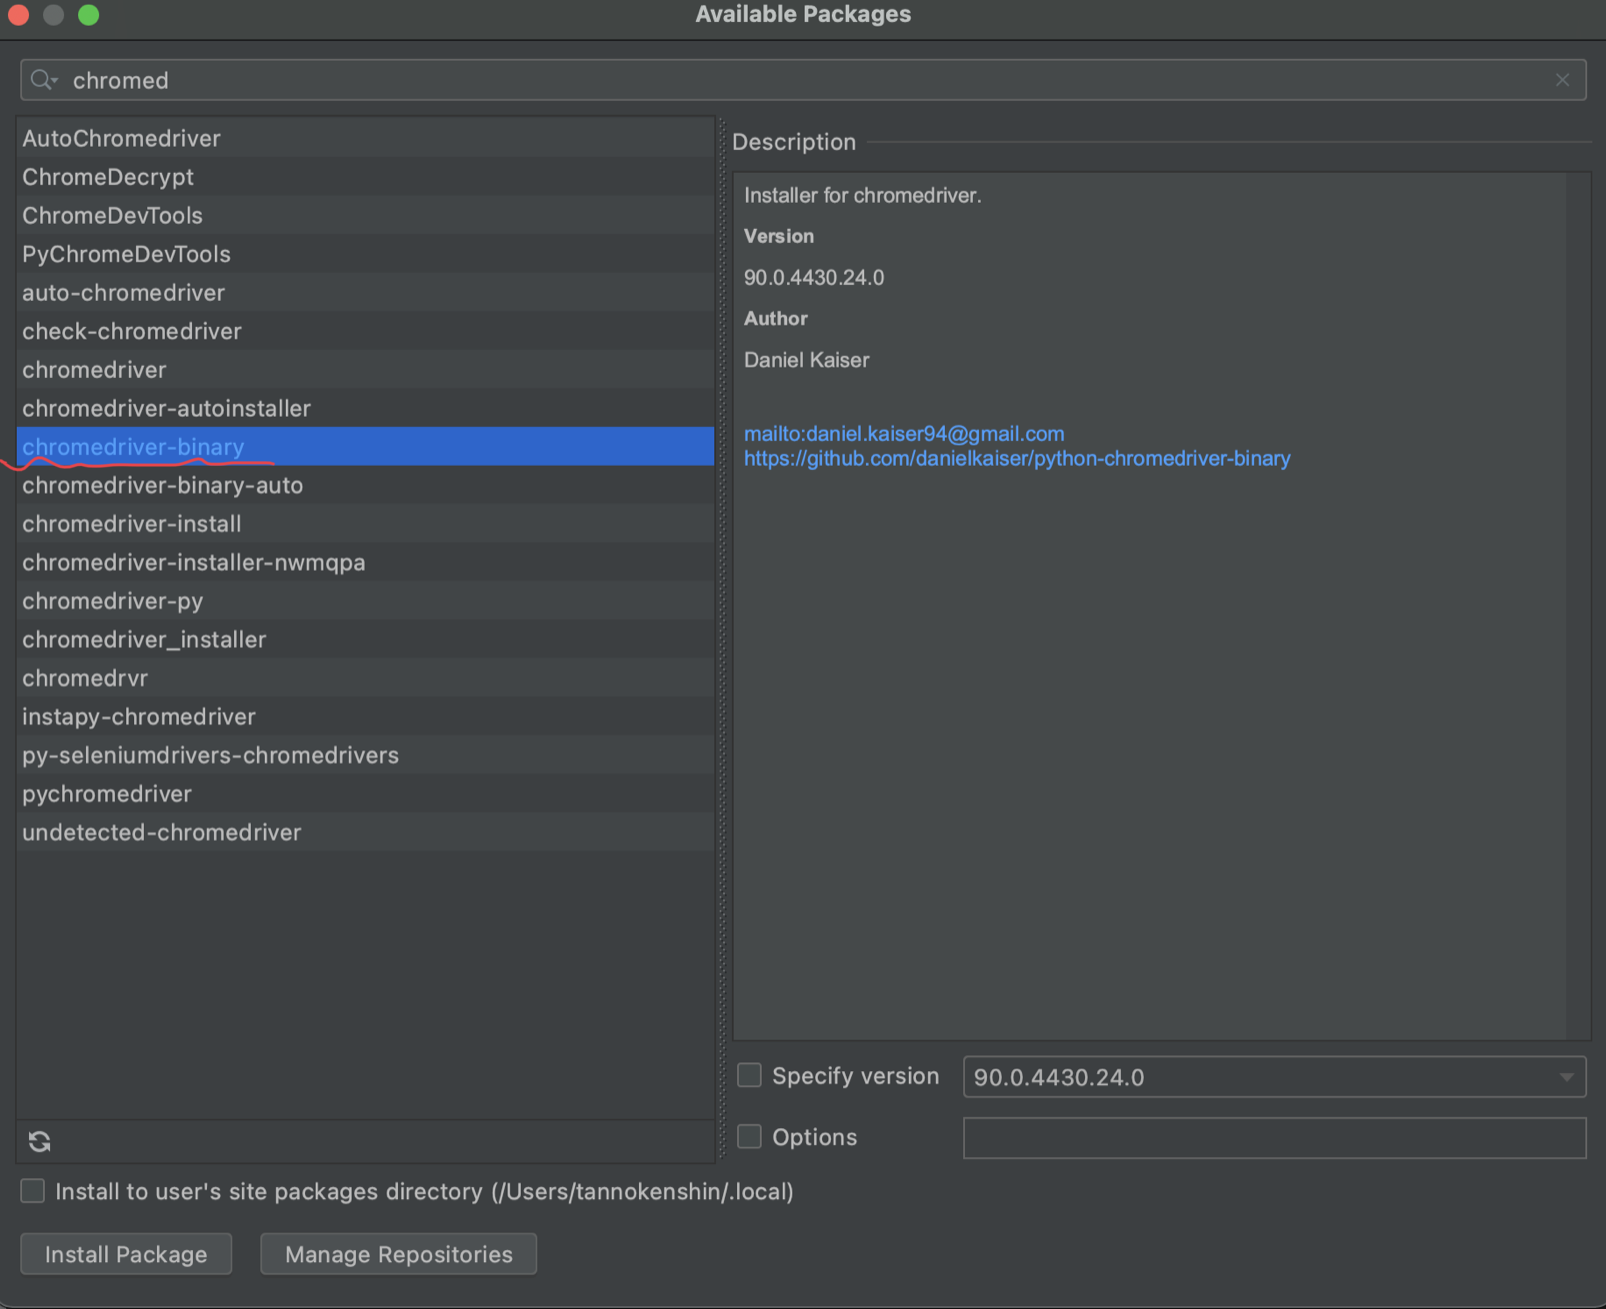 Available Packages
chromed
AutoChromedriver
ChromeDecrypt
ChromeDevTools
PyChromeDevTools
auto-chromedriver
check-chromedriver
chromedriver
chromedriver-autoinstaller
chromedriver-binary
chromedriver-binary-auto
chromedriver-install
chromedriver-installer-nwmqpa
chromedriver-py
chromedriver_installer
chromedrvr
instapy-chromedriver
py-seleniumdrivers-chromedrivers
pychromedriver
undetected-chromedriver
Description
Installer for chromedriver.
Version
90.0.4430.24.0
Author
Daniel Kaiser
mailto:daniel.kaiser94@gmail.com
https://github.com/danielkaiser/python-chromedriver-binary
Specify version 90.0.4430.24.0
Options
Install to user's site packages directory (/Users/tannokenshin/.local)
Install Package Manage Repositories